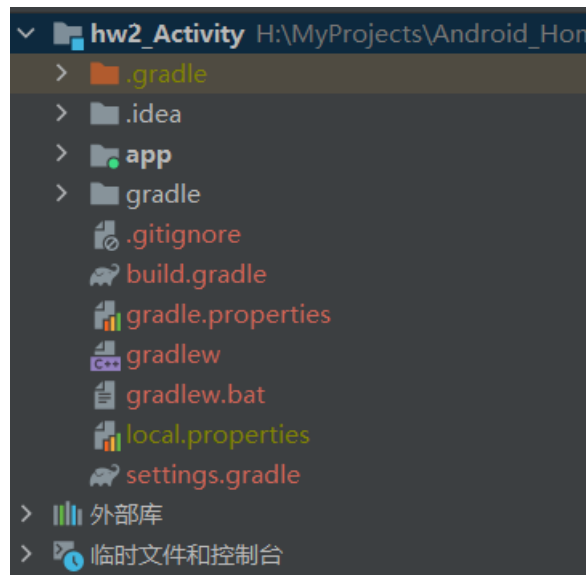 hw2_Activity H:\MyProjects\Android_Hom
.gradle
.idea
app
gradle
.gitignore
build.gradle
gradle.properties
C++ gradlew
gradlew.bat
local.properties
settings.gradle
外部库
临时文件和控制台